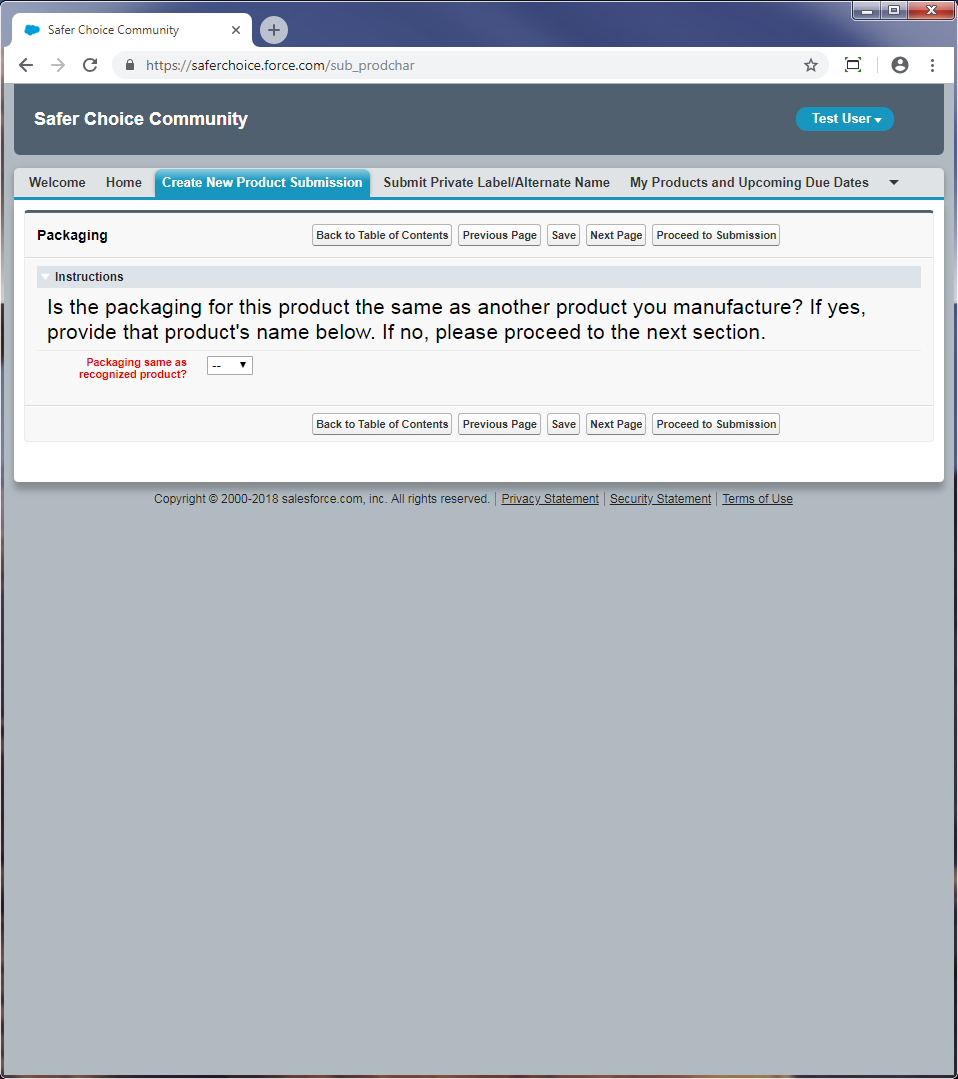 Safer Choice Community
https://saferchoice.force.com/sub_prodchar
Safer Choice Community
Test User
Welcome Home Create New Product Submission Submit Private Label/Alternate Name My Products and Upcoming Due Dates
Packaging Back to Table of Contents Previous Page Save Next Page Proceed to Submission
Instructions
Is the packaging for this product the same as another product you manufacture? If yes,
provide that product's name below. If no, please proceed to the next section.
Packaging same as
recognized product?
--
Back to Table of Contents Previous Page Save Next Page Proceed to Submission
Copyright © 2000-2018 salesforce.com, inc. All rights reserved. | Privacy Statement | Security Statement | Terms of Use